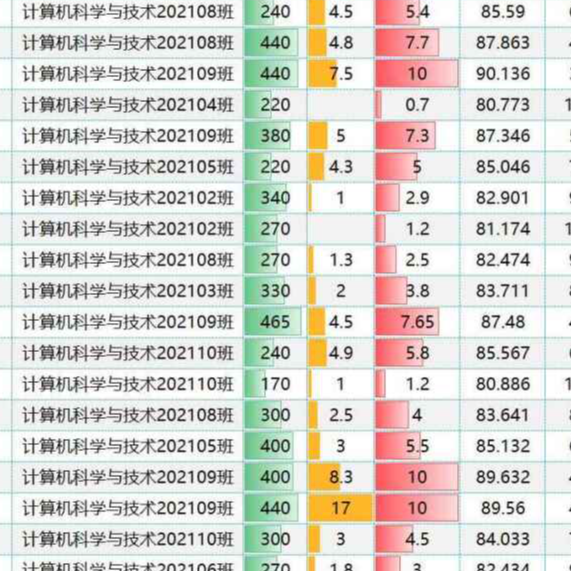 计算机科学与技术202108班 240 4.5 5.4 85.59
计算机科学与技术202108班 440 4.8 7.7 87.863
计算机科学与技术202109班 440 7.5 10 90.136
计算机科学与技术202104班 220 0.7 80.773
计算机科学与技术202109班 380 5 7.3 87.346
计算机科学与技术202105班 220 4.3 5 85.046
计算机科学与技术202102班 340 1 2.9 82.901
计算机科学与技术202102班 270 1.2 81.174
计算机科学与技术202108班 270 1.3 2.5 82.474
计算机科学与技术202103班 330 2 3.8 83.711
计算机科学与技术202109班 465 4.5 7.65 87.48
计算机科学与技术202110班 240 4.9 5.8 85.567
计算机科学与技术202110班 170 1 1.2 80.886
计算机科学与技术202108班 300 2.5 4 83.641
计算机科学与技术202105班 400 3 5.5 85.132
计算机科学与技术202109班 400 8.3 10 89.632
计算机科学与技术202109班 440 17 10 89.56
计算机科学与技术202110班 300 3 4.5 84.033
计算机科学与技术202106班 270 1.8 3 82.434